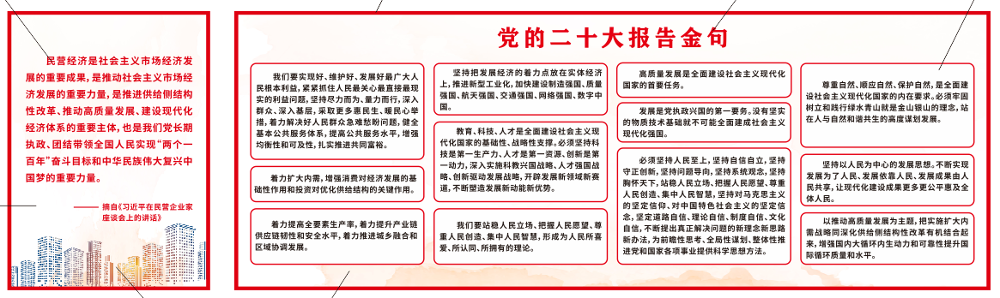 民营经济是社会主义市场经济发
展的重要成果,是推动社会主义市场经
济发展的重要力量,是推进供给侧结构
性改革、推动高质量发展、建设现代化
经济体系的重要主体,也是我们党长期
执政、团结带领全国人民实现“两个一
百年”奋斗目标和中华民族伟大复兴中
国梦的重要力量。
——摘自《习近平在民营企业家
座谈会上的讲话》
党的二十大报告金句
我们要实现好、维护好、发展好最广大人
民根本利益,紧紧抓住人民最关心最直接最现
实的利益问题,坚持尽力而为、量力而行,深入
群众、深入基层,采取更多惠民生、暖民心举
措,着力解决好人民群众急难愁盼问题,健全
基本公共服务体系,提高公共服务水平,增强
均衡性和可及性,扎实推进共同富裕。
着力扩大内需,增强消费对经济发展的基
础性作用和投资对优化供给结构的关键作用。
着力提高全要素生产率,着力提升产业链
供应链韧性和安全水平,着力推进城乡融合和
区域协调发展。
坚持把发展经济的着力点放在实体经济
上,推进新型工业化,加快建设制造强国、质量
强国、航天强国、交通强国、网络强国、数字中
国。
教育、科技、人才是全面建设社会主义现
代化国家的基础性、战略性支撑。必须坚持科
技是第一生产力、人才是第一资源、创新是第
一动力,深入实施科教兴国战略、人才强国战
略、创新驱动发展战略,开辟发展新领域新赛
道,不断塑造发展新动能新优势。
我们要站稳人民立场、把握人民愿望、尊
重人民创造、集中人民智慧,形成为人民所喜
爱、所认同、所拥有的理论。
高质量发展是全面建设社会主义现代化
国家的首要任务。
发展是党执政兴国的第一要务。没有坚实
的物质技术基础就不可能全面建成社会主义
现代化强国。
必须坚持人民至上,坚持自信自立,坚持
守正创新,坚持问题导向,坚持系统观念,坚持
胸怀天下,站稳人民立场、把握人民愿望、尊重
人民创造、集中人民智慧,坚持对马克思主义
的坚定信仰、对中国特色社会主义的坚定信
念,坚定道路自信、理论自信、制度自信、文化
自信,不断提出真正解决问题的新理念新思路
新办法,为前瞻性思考、全局性谋划、整体性推
进党和国家各项事业提供科学思想方法。
尊重自然、顺应自然、保护自然,是全面建
设社会主义现代化国家的内在要求。必须牢固
树立和践行绿水青山就是金山银山的理念,站
在人与自然和谐共生的高度谋划发展。
坚持以人民为中心的发展思想。不断实现
发展为了人民、发展依靠人民、发展成果由人
民共享,让现代化建设成果更多更公平惠及全
体人民。
以推动高质量发展为主题,把实施扩大内
需战略同深化供给侧结构性改革有机结合起
来,增强国内大循环内生动力和可靠性提升国
际循环质量和水平。